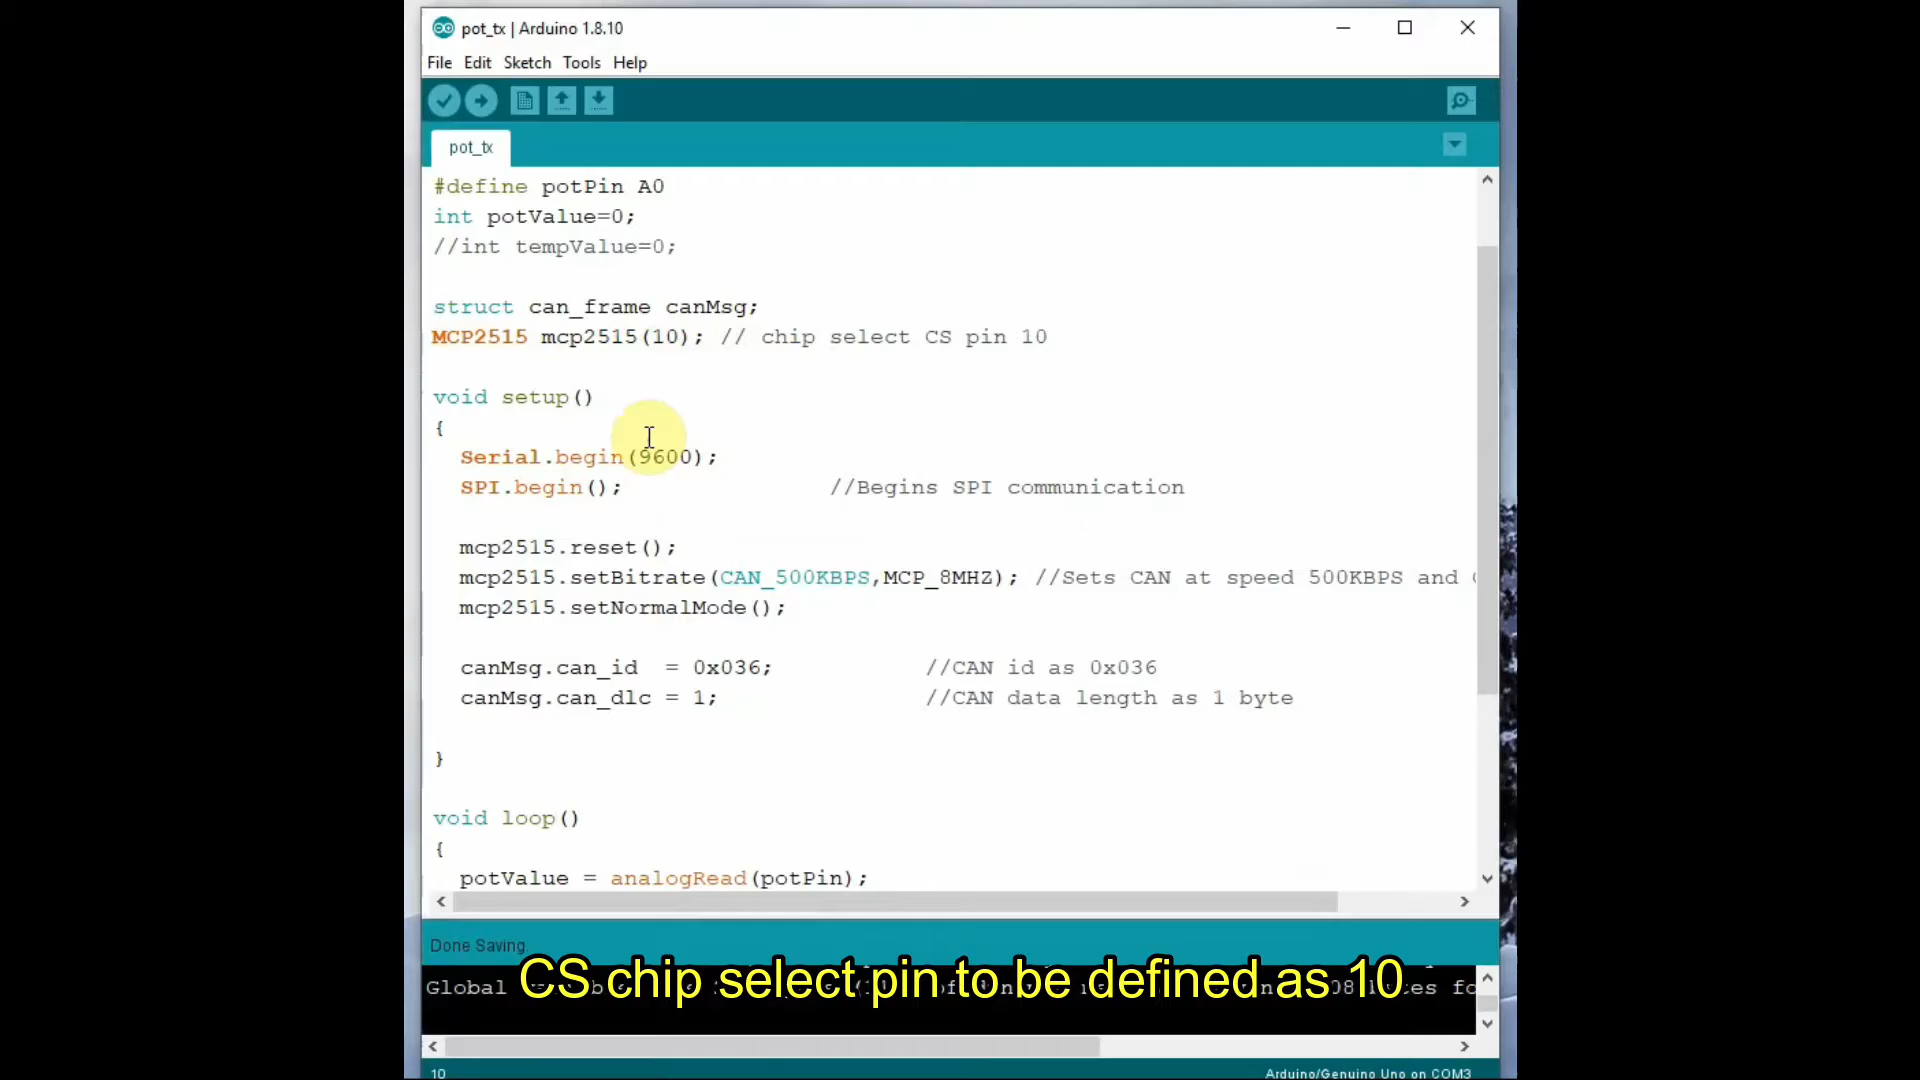 pot_tx | Arduino 1.8.10
File Edit Sketch Tools Help
pot_tx
#define potPin A0
int potValue=0;
//int tempValue=0;
struct can_frame canMsg;
MCP2515 mcp2515(10); // chip select CS pin 10
void setup()
{
Serial.begin(9600);
SPI.begin(); //Begins SPI communication
mcp2515.reset();
mcp2515.setBitrate(CAN_500KBPS,MCP_8MHZ); //Sets CAN at speed 500KBPS and
mcp2515.setNormalMode();
canMsg.can_id = 0x036; //CAN id as 0x036
canMsg.can_dlc = 1; //CAN data length as 1 byte
}
void loop()
{
potValue = analogRead(potPin);
Done Saving
CS chip select pin to be defined as 10
Global
10 Arduino/Genuino Uno on COM3